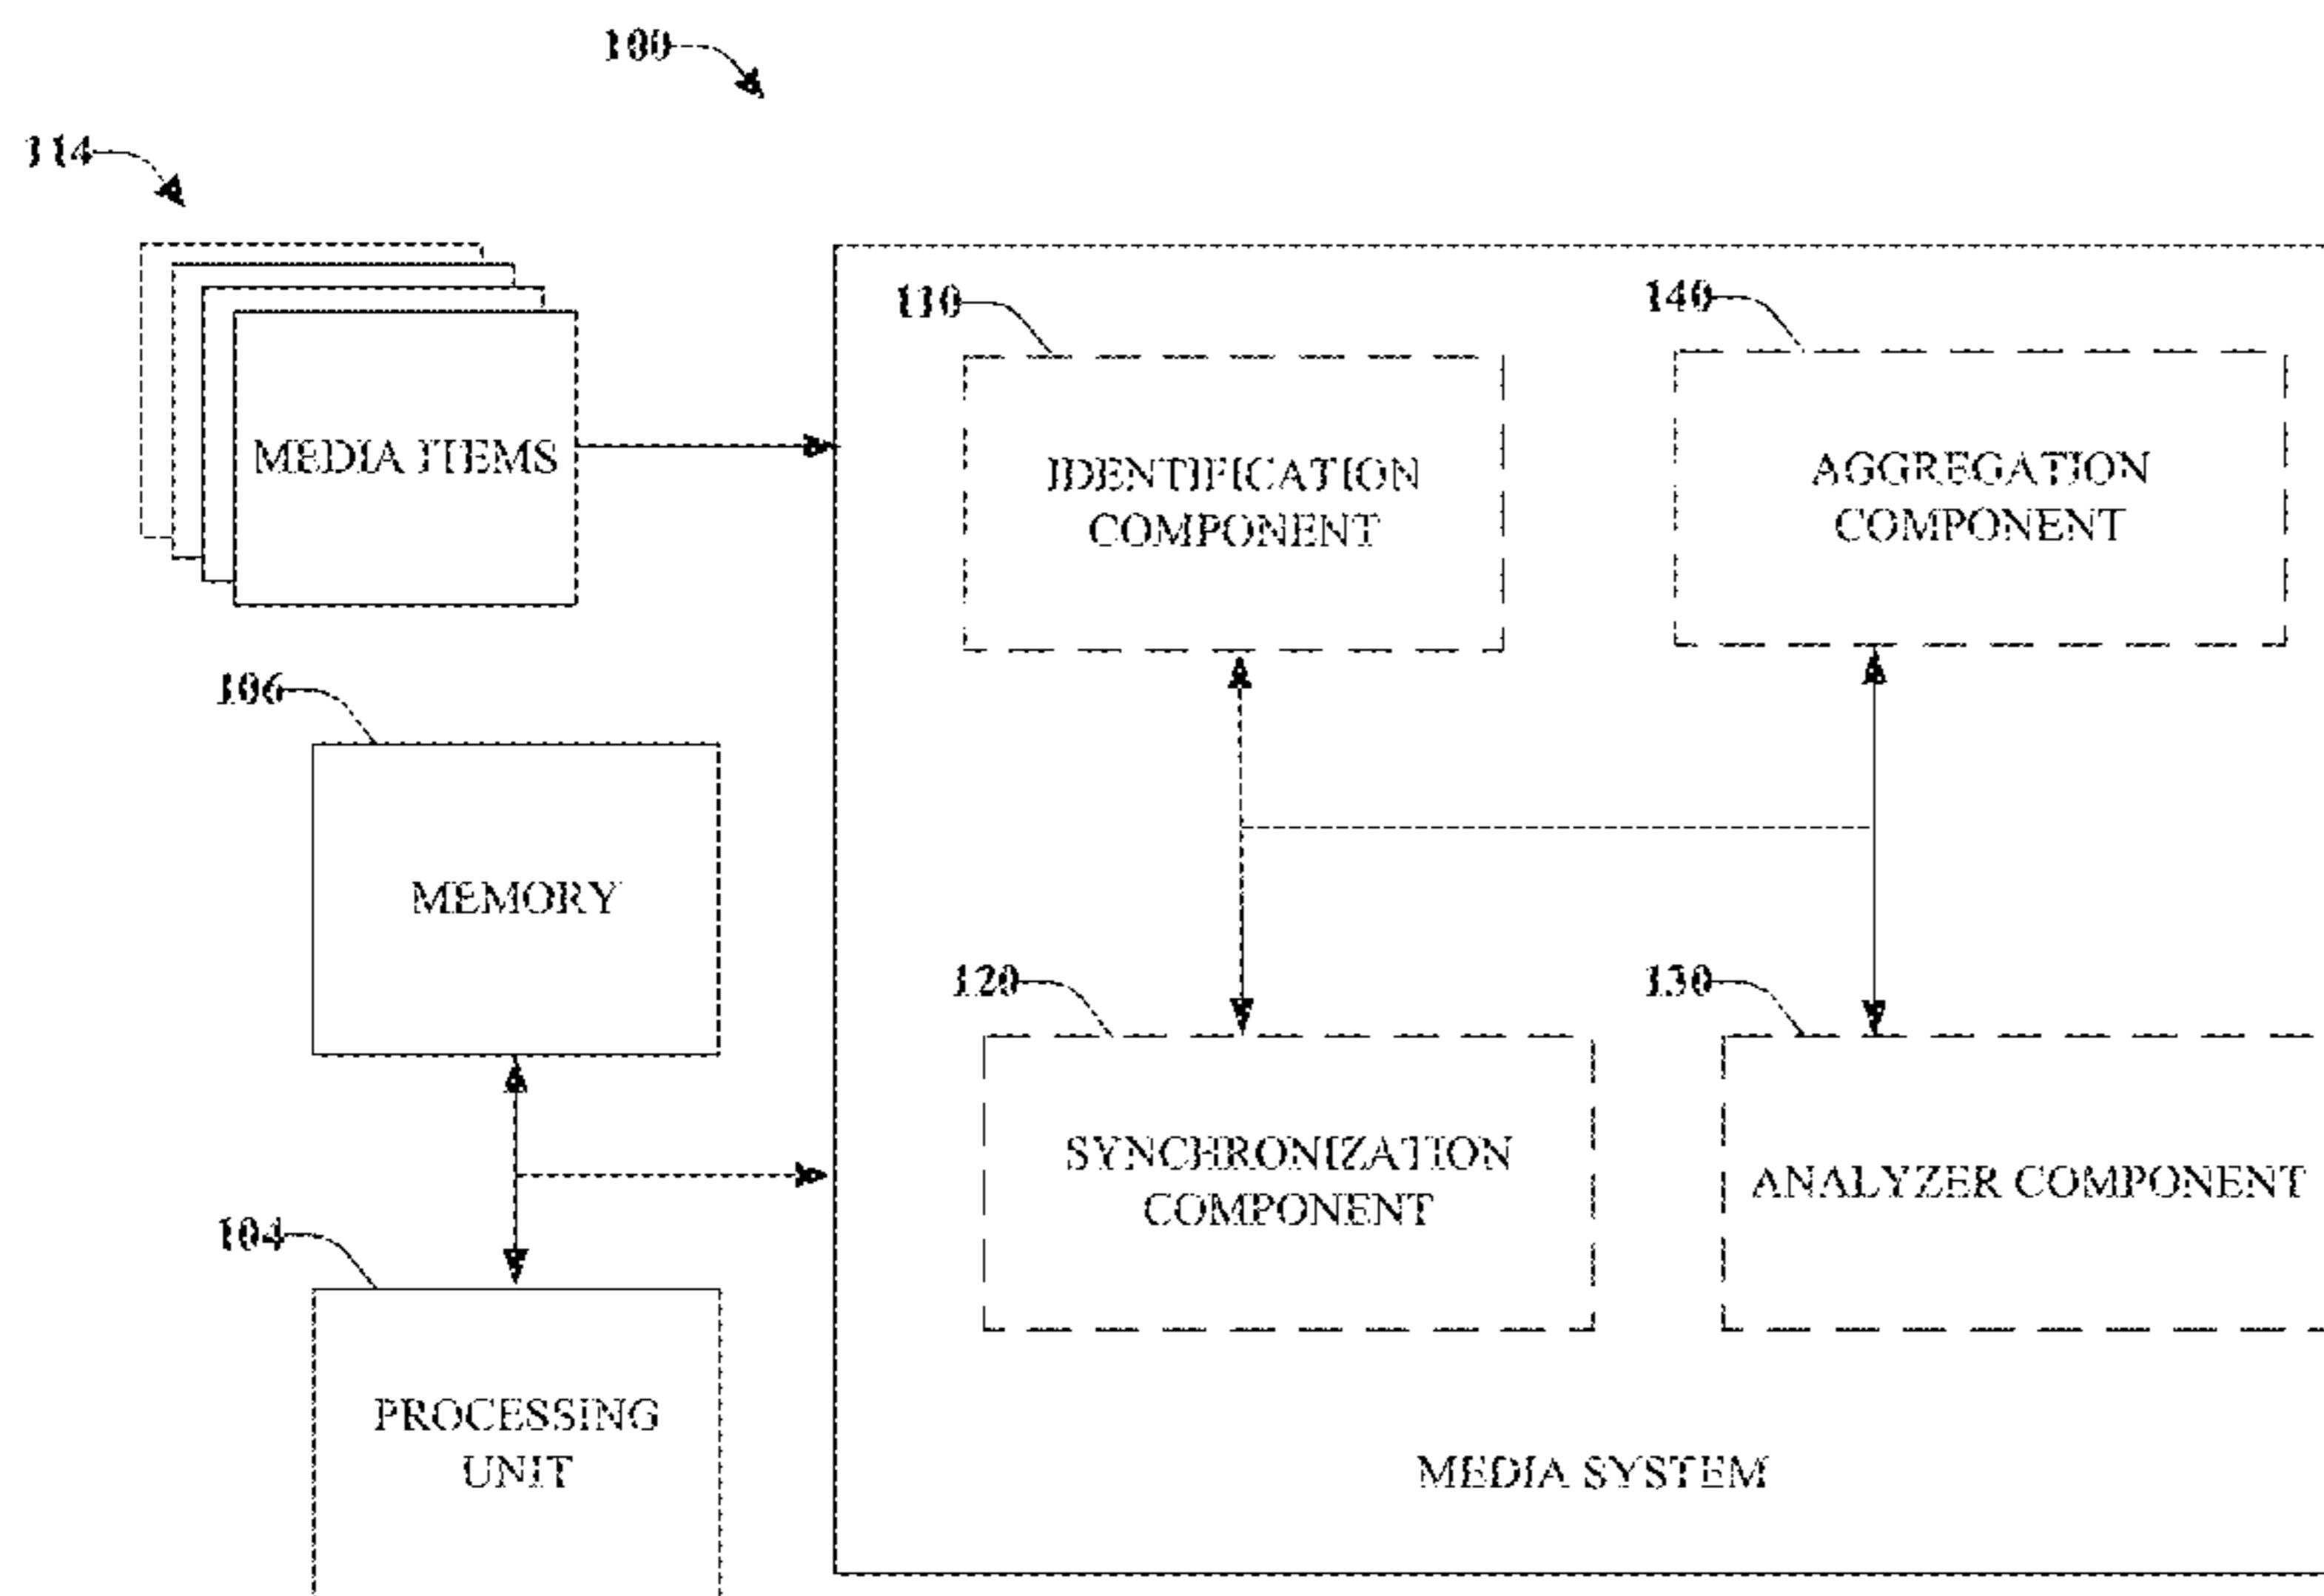 100
114
110
140
MEDIA ITEMS
IDENTIFICATION
COMPONENT
AGGREGATION
COMPONENT
106
MEMORY
120
130
SYNCHRONIZATION
COMPONENT
ANALYZER COMPONENT
104
PROCESSING
UNIT
MEDIA SYSTEM